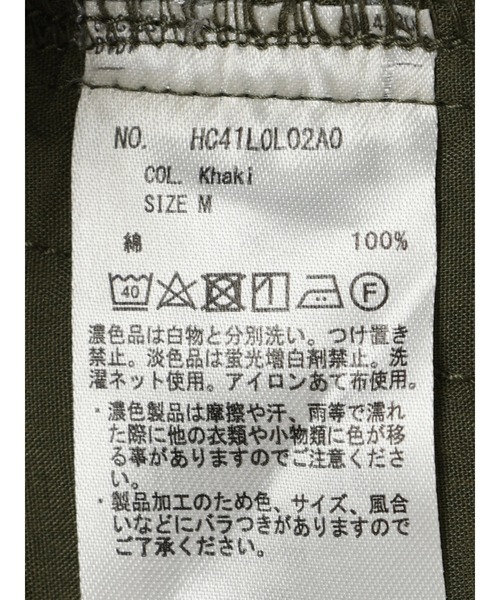 NO. HC41L0L02A0
COL. Khaki
SIZE M
綿 100%
40 F
濃色品は白物と分別洗い。つけ置き
禁止。淡色品は蛍光増白剤禁止。洗
濯ネット使用。アイロンあて布使用。
・濃色製品は摩擦や汗、雨等で濡れ
た際に他の衣類や小物類に色が移
る事がありますのでご注意ください。
・製品加工のため色、サイズ、風合
いなどにバラつきがありますので
ご了承ください。